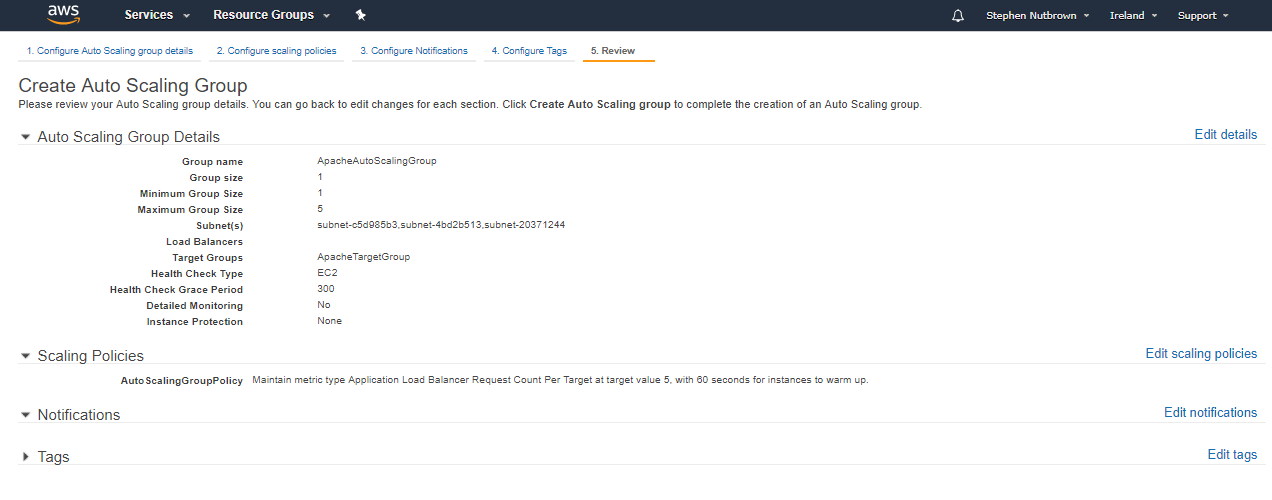 aws Services Resource Groups Stephen Nutbrown Ireland Support
1. Configure Auto Scaling group details 2. Configure scaling policies 3. Configure Notifications 4. Configure Tags 5. Review
Create Auto Scaling Group
Please review your Auto Scaling group details. You can go back to edit changes for each section. Click Create Auto Scaling group to complete the creation of an Auto Scaling group.
Auto Scaling Group Details Edit details
Group name ApacheAutoScalingGroup
Group size 1
Minimum Group Size 1
Maximum Group Size 5
Subnet(s) subnet-c5d985b3,subnet-4bd2b513,subnet-20371244
Load Balancers
Target Groups ApacheTargetGroup
Health Check Type EC2
Health Check Grace Period 300
Detailed Monitoring No
Instance Protection None
Scaling Policies Edit scaling policies
AutoScalingGroupPolicy Maintain metric type Application Load Balancer Request Count Per Target at target value 5, with 60 seconds for instances to warm up.
Notifications Edit notifications
Tags Edit tags